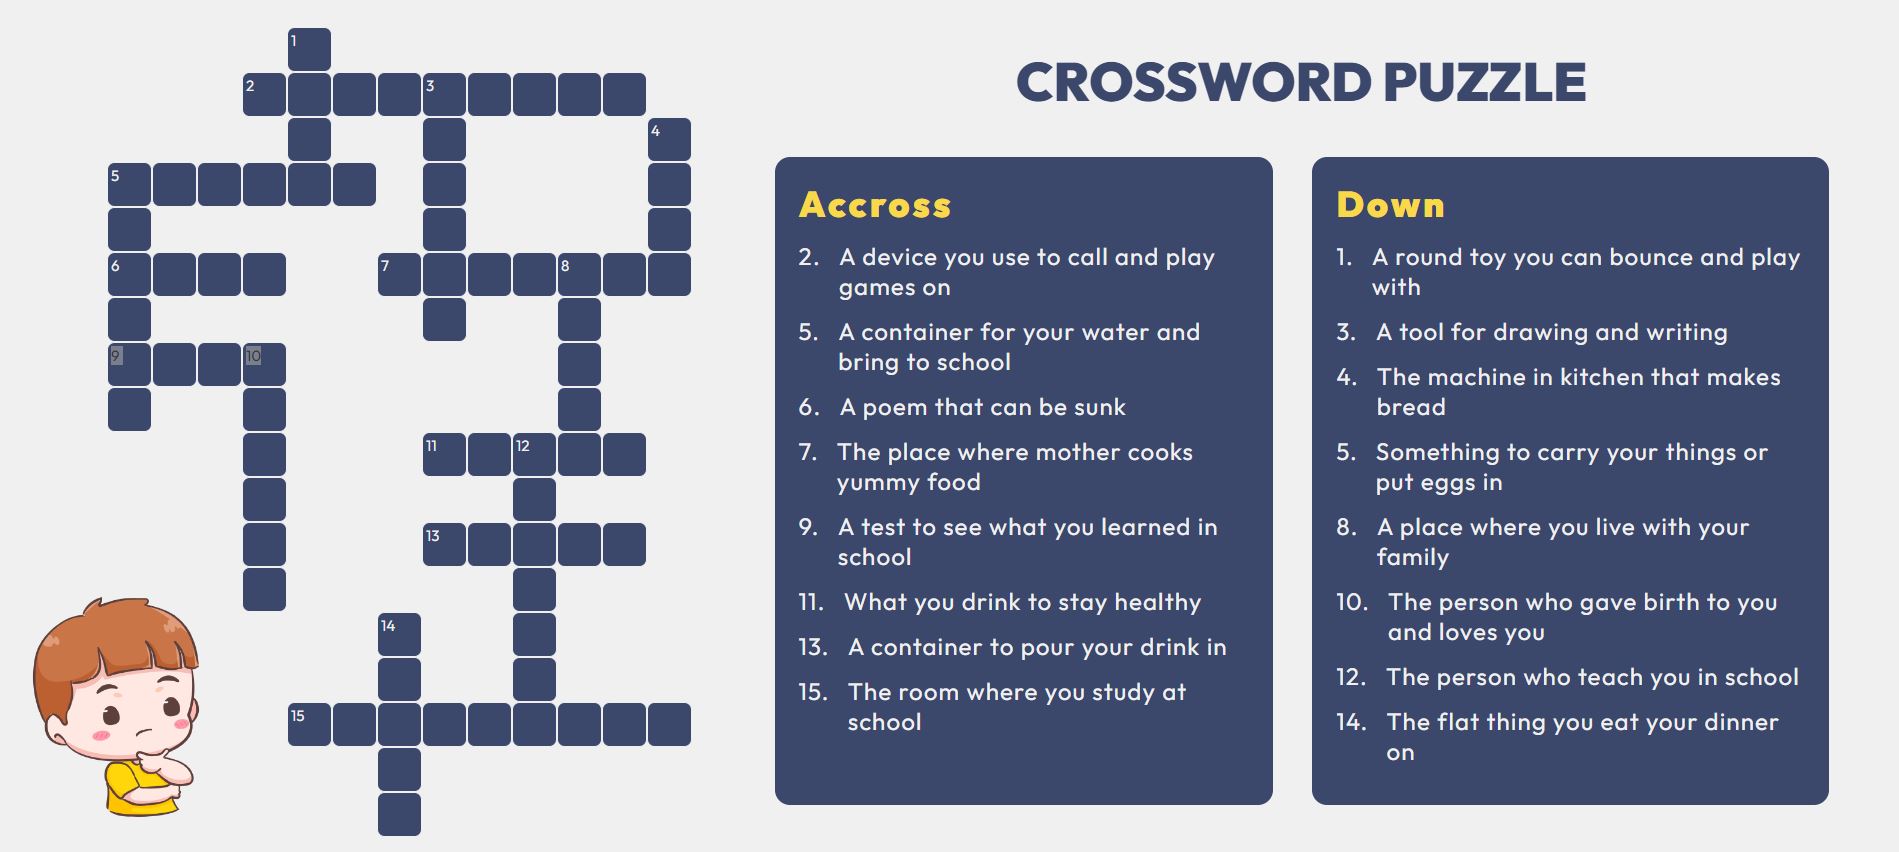 1
2
3
4
5
6
7
8
9
10
11
12
13
14
15
CROSSWORD PUZZLE
Accross
2. A device you use to call and play
games on
5. A container for your water and
bring to school
6. A poem that can be sunk
7. The place where mother cooks
yummy food
9. A test to see what you learned in
school
11. What you drink to stay healthy
13. A container to pour your drink in
15. The room where you study at
school
Down
1. A round toy you can bounce and play
with
3. A tool for drawing and writing
4. The machine in kitchen that makes
bread
5. Something to carry your things or
put eggs in
8. A place where you live with your
family
10. The person who gave birth to you
and loves you
12. The person who teach you in school
14. The flat thing you eat your dinner
on